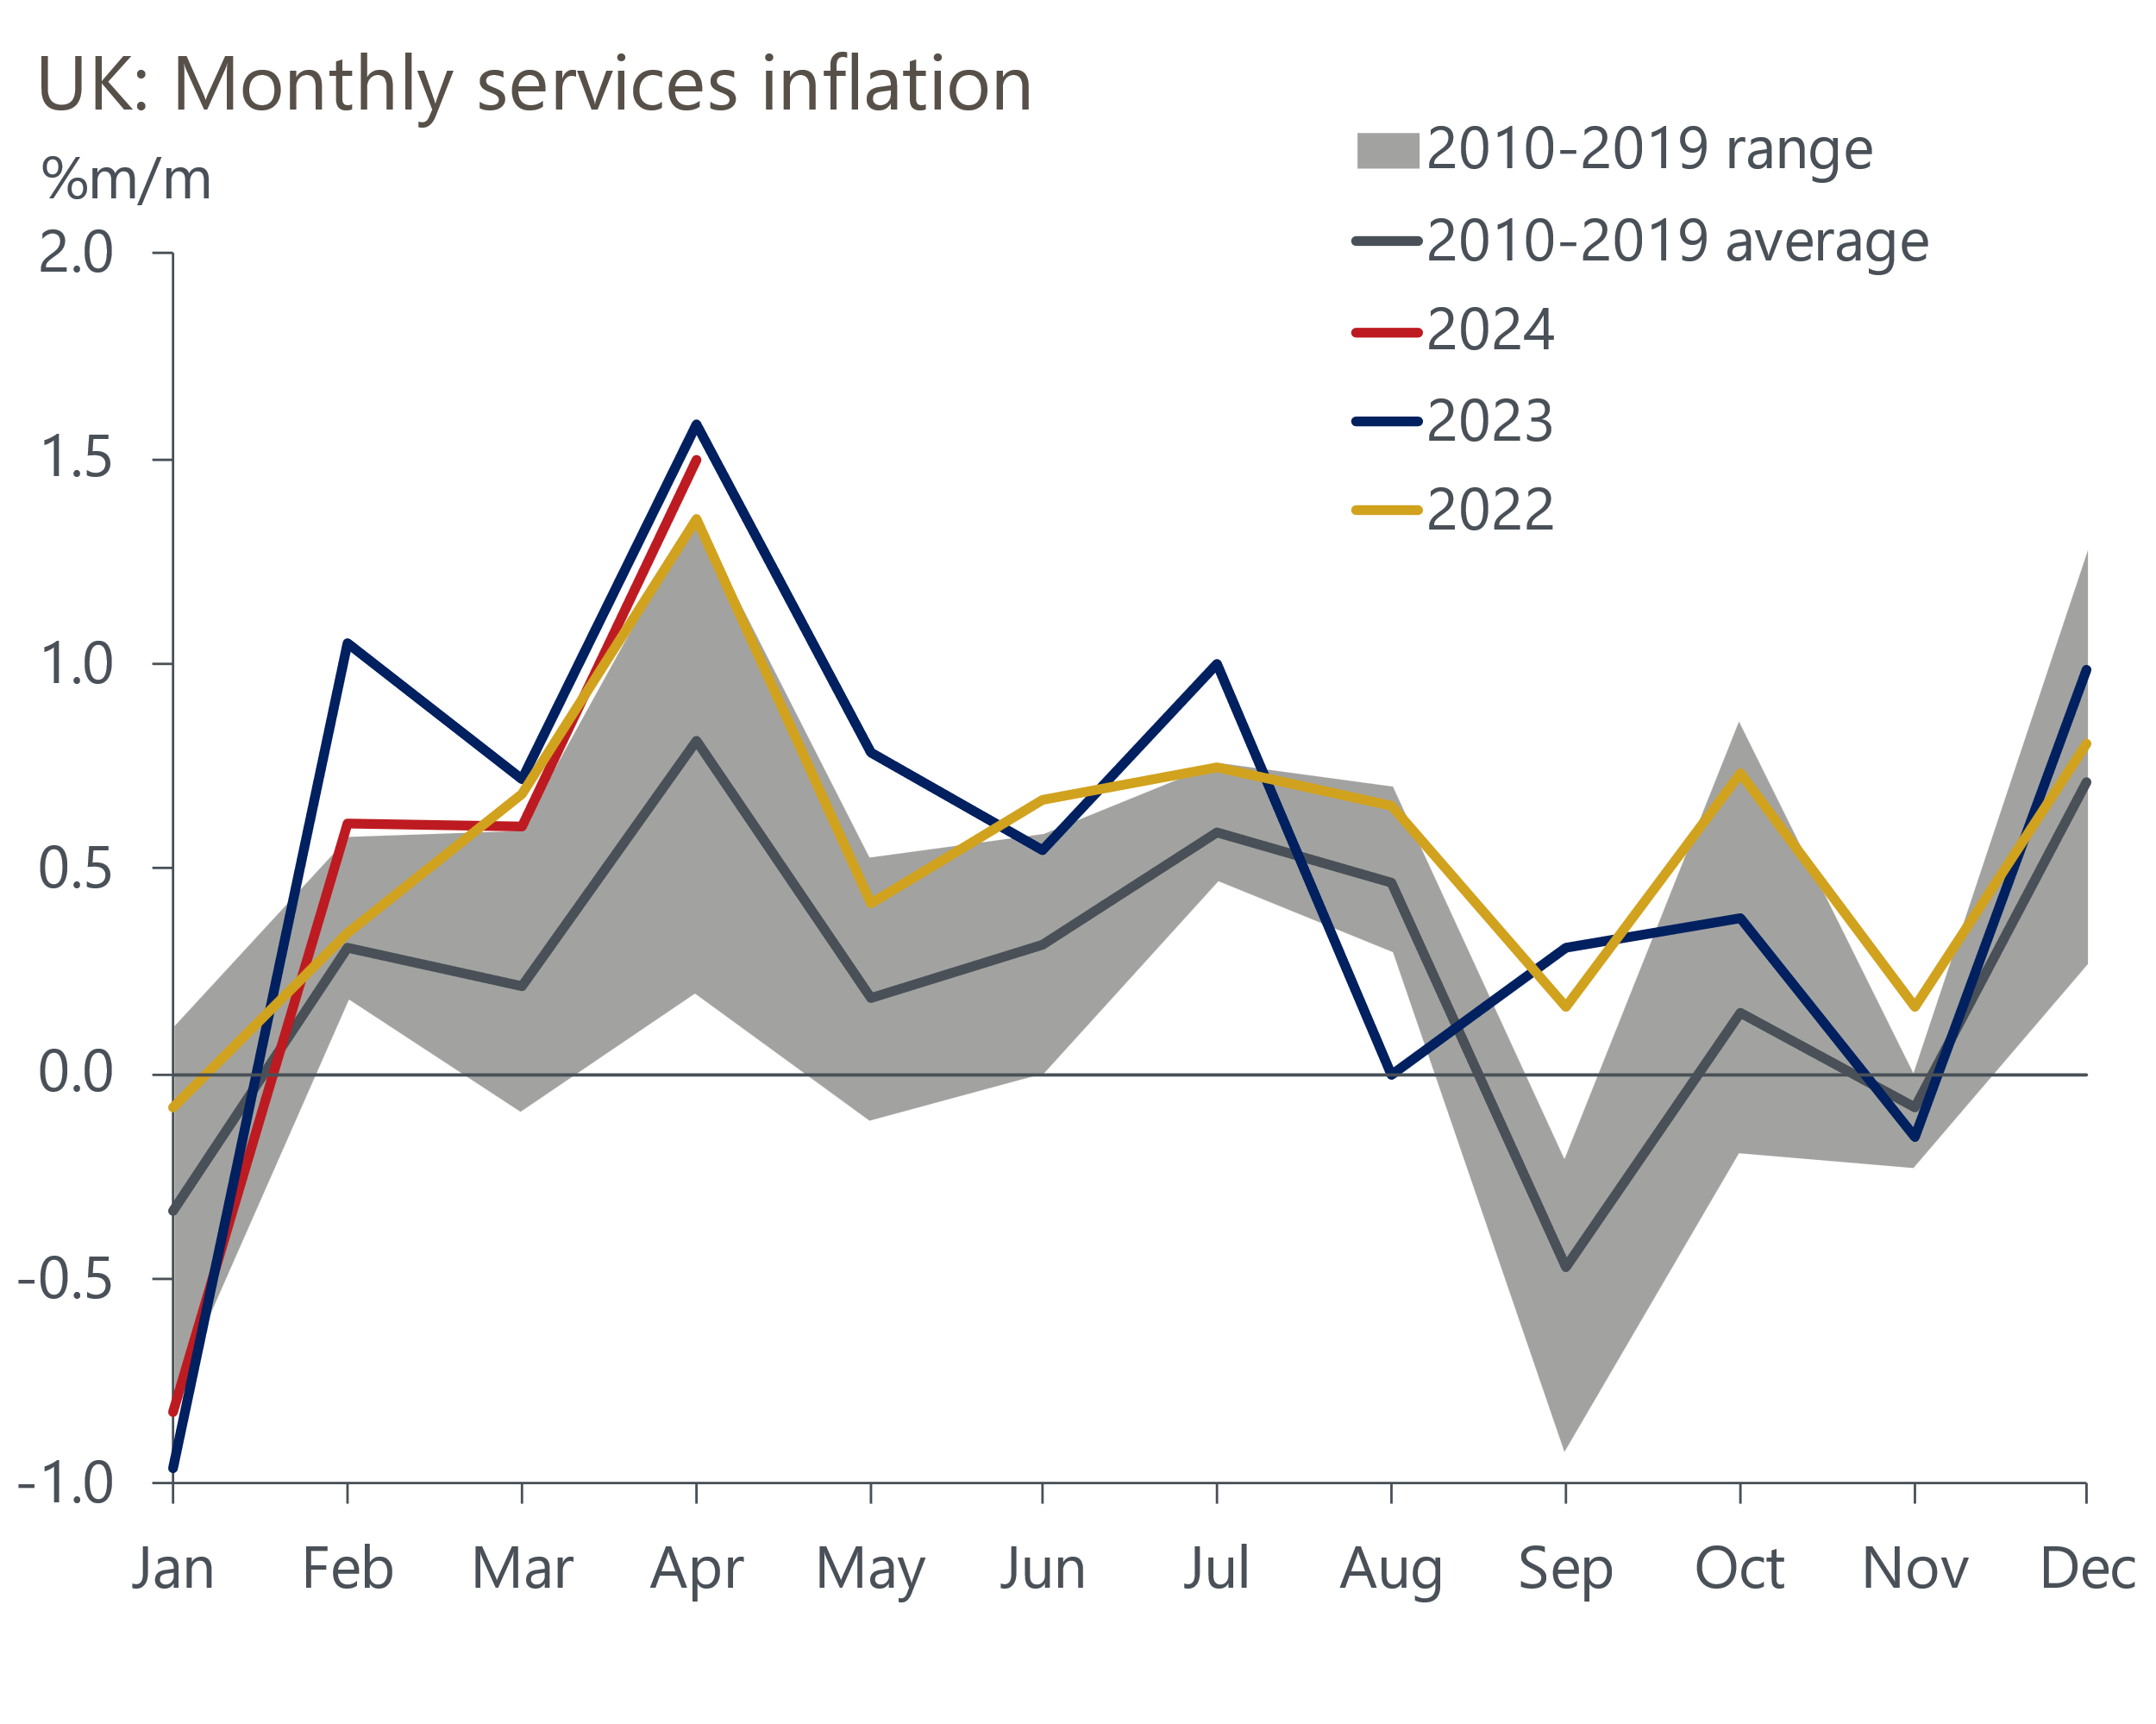 UK: Monthly services inflation
%m/m
2010-2019 range
2010-2019 average
2024
2023
2022
2.0
1.5
1.0
0.5
0.0
-0.5
-1.0
Jan Feb Mar Apr May Jun Jul Aug Sep Oct Nov Dec